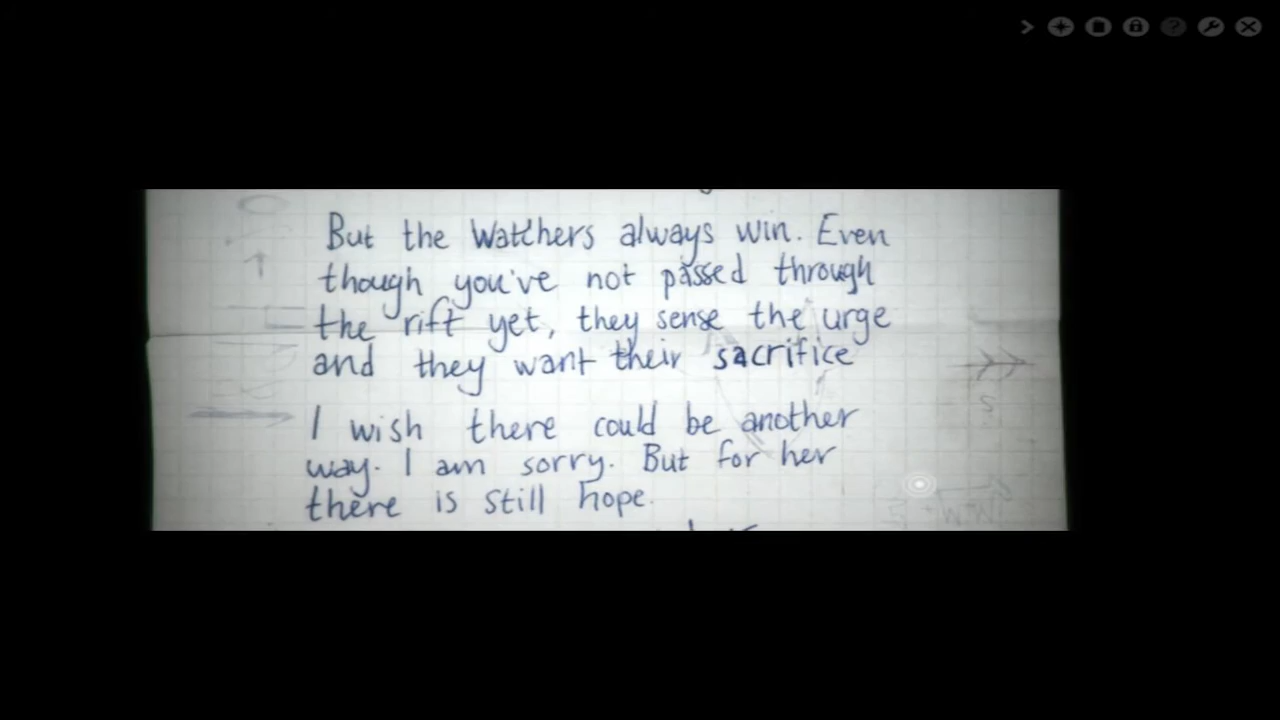 But the Watchers always win. Even
though you've not passed through
the rift yet, they sense the urge
and they want their sacrifice
I wish there could be another
way. I am sorry. But for her
there is still hope.